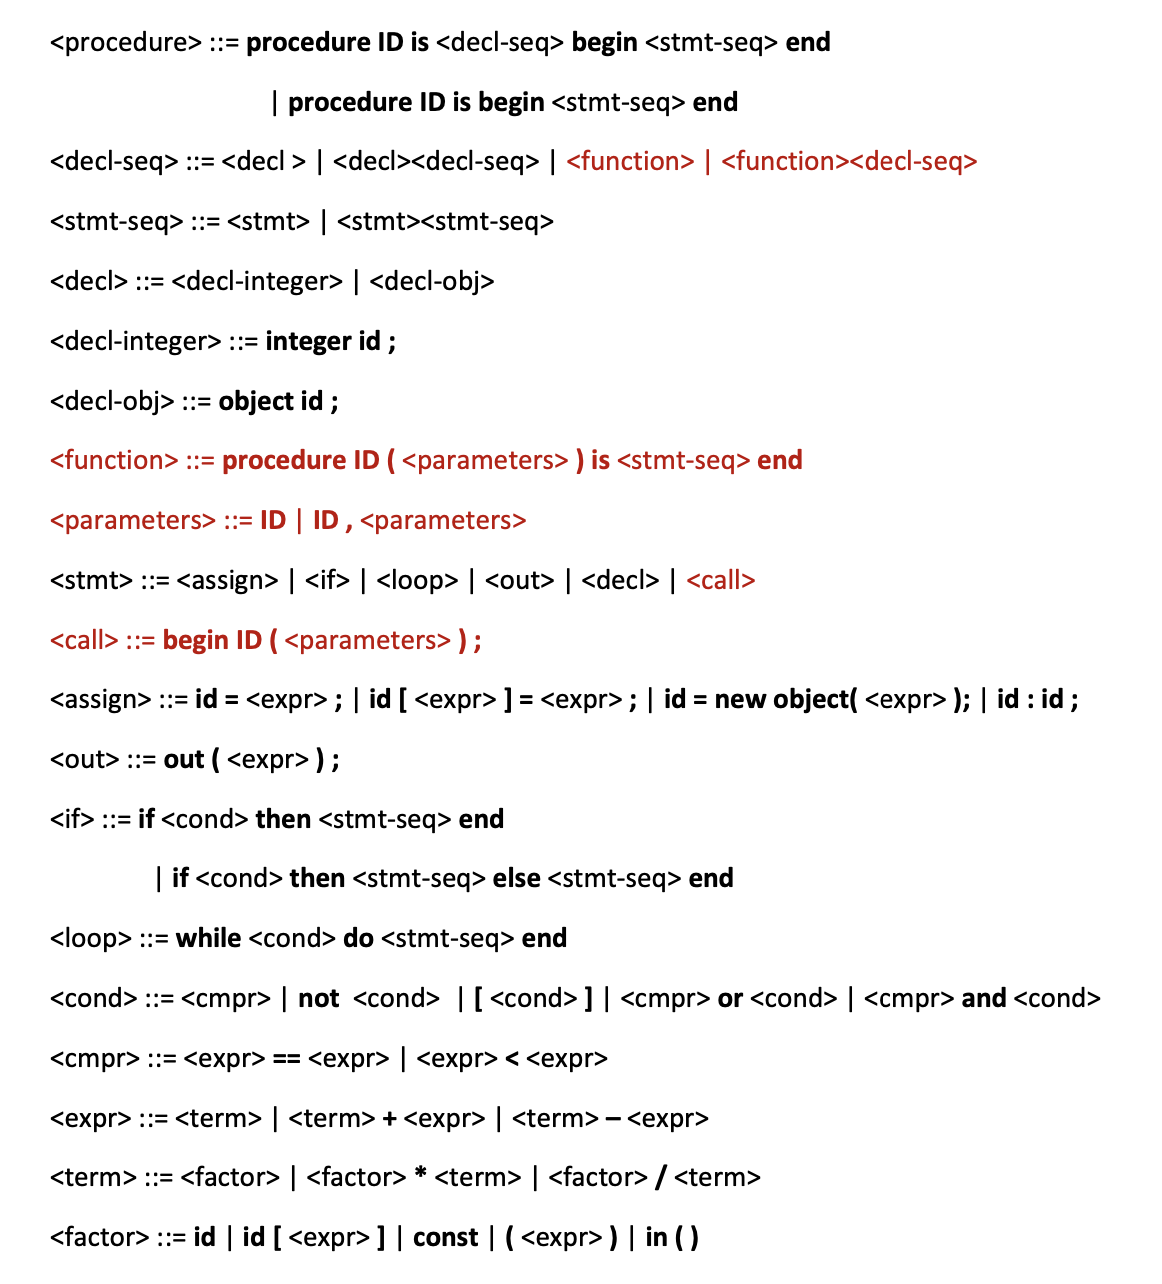 <procedure> ::= procedure ID is <decl-seq> begin <stmt-seq> end
| procedure ID is begin <stmt-seq> end
<decl-seq> ::= <decl > | <decl><decl-seq> | <function> | <function><decl-seq>
<stmt-seq> ::= <stmt> | <stmt><stmt-seq>
<decl> ::= <decl-integer> | <decl-obj>
<decl-integer> ::= integer id ;
<decl-obj> ::= object id ;
<function> ::= procedure ID ( <parameters> ) is <stmt-seq> end
<parameters> ::= ID | ID , <parameters>
<stmt> ::= <assign> | <if> | <loop> | <out> | <decl> | <call>
<call> ::= begin ID ( <parameters> ) ;
<assign> ::= id = <expr> ; | id [ <expr> ] = <expr> ; | id = new object( <expr> ); | id : id ;
<out> ::= out ( <expr> ) ;
<if> ::= if <cond> then <stmt-seq> end
| if <cond> then <stmt-seq> else <stmt-seq> end
<loop> ::= while <cond> do <stmt-seq> end
<cond> ::= <cmpr> | not <cond> | [ <cond> ] | <cmpr> or <cond> | <cmpr> and <cond>
<cmpr> ::= <expr> == <expr> | <expr> < <expr>
<expr> ::= <term> | <term> + <expr> | <term> – <expr>
<term> ::= <factor> | <factor> * <term> | <factor> / <term>
<factor> ::= id | id [ <expr> ] | const | ( <expr> ) | in ( )